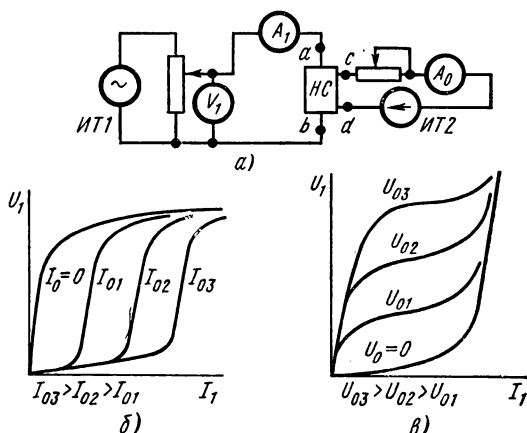 A₁
a
c
~
V₁
НС
A₀
ИТ1
b
d
ИТ2
а)
U₁
I₀=0
I₀₁
I₀₂
I₀₃
I₀₃>I₀₂>I₀₁
I₁
б)
U₀₃
U₀₂
U₁
U₀₁
U₀=0
U₀₃>U₀₂>U₀₁
I₁
в)